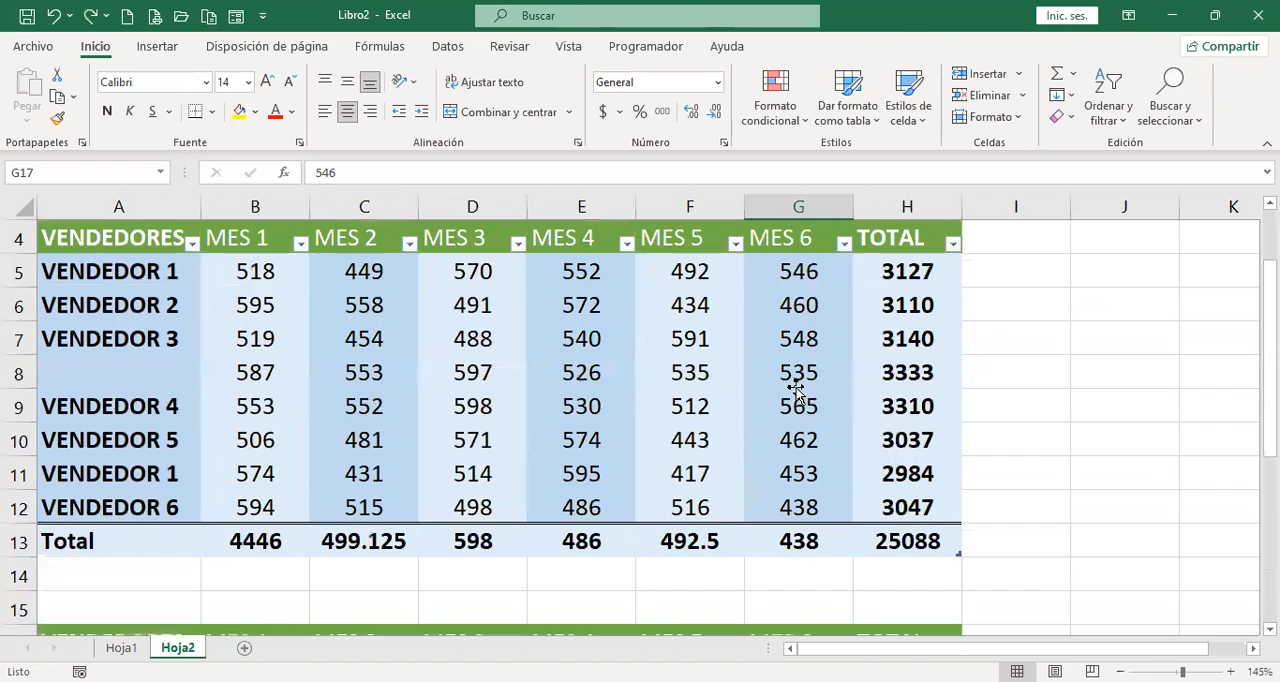 Libro2 - Excel
Buscar
Inic. ses.
Archivo Inicio Insertar Disposición de página Fórmulas Datos Revisar Vista Programador Ayuda Compartir
Pegar
Calibri 14
N K S
Ajustar texto
Combinar y centrar
General
$ % 000
Formato condicional
Dar formato como tabla
Estilos de celda
Insertar
Eliminar
Formato
Ordenar y filtrar
Buscar y seleccionar
Portapapeles Fuente Alineación Número Estilos Celdas Edición
G17 fx 546
A B C D E F G H I J K
4 VENDEDORES MES 1 MES 2 MES 3 MES 4 MES 5 MES 6 TOTAL
5 VENDEDOR 1 518 449 570 552 492 546 3127
6 VENDEDOR 2 595 558 491 572 434 460 3110
7 VENDEDOR 3 519 454 488 540 591 548 3140
8 587 553 597 526 535 535 3333
9 VENDEDOR 4 553 552 598 530 512 565 3310
10 VENDEDOR 5 506 481 571 574 443 462 3037
11 VENDEDOR 1 574 431 514 595 417 453 2984
12 VENDEDOR 6 594 515 498 486 516 438 3047
13 Total 4446 499.125 598 486 492.5 438 25088
14
15
Hoja1 Hoja2
Listo 145%